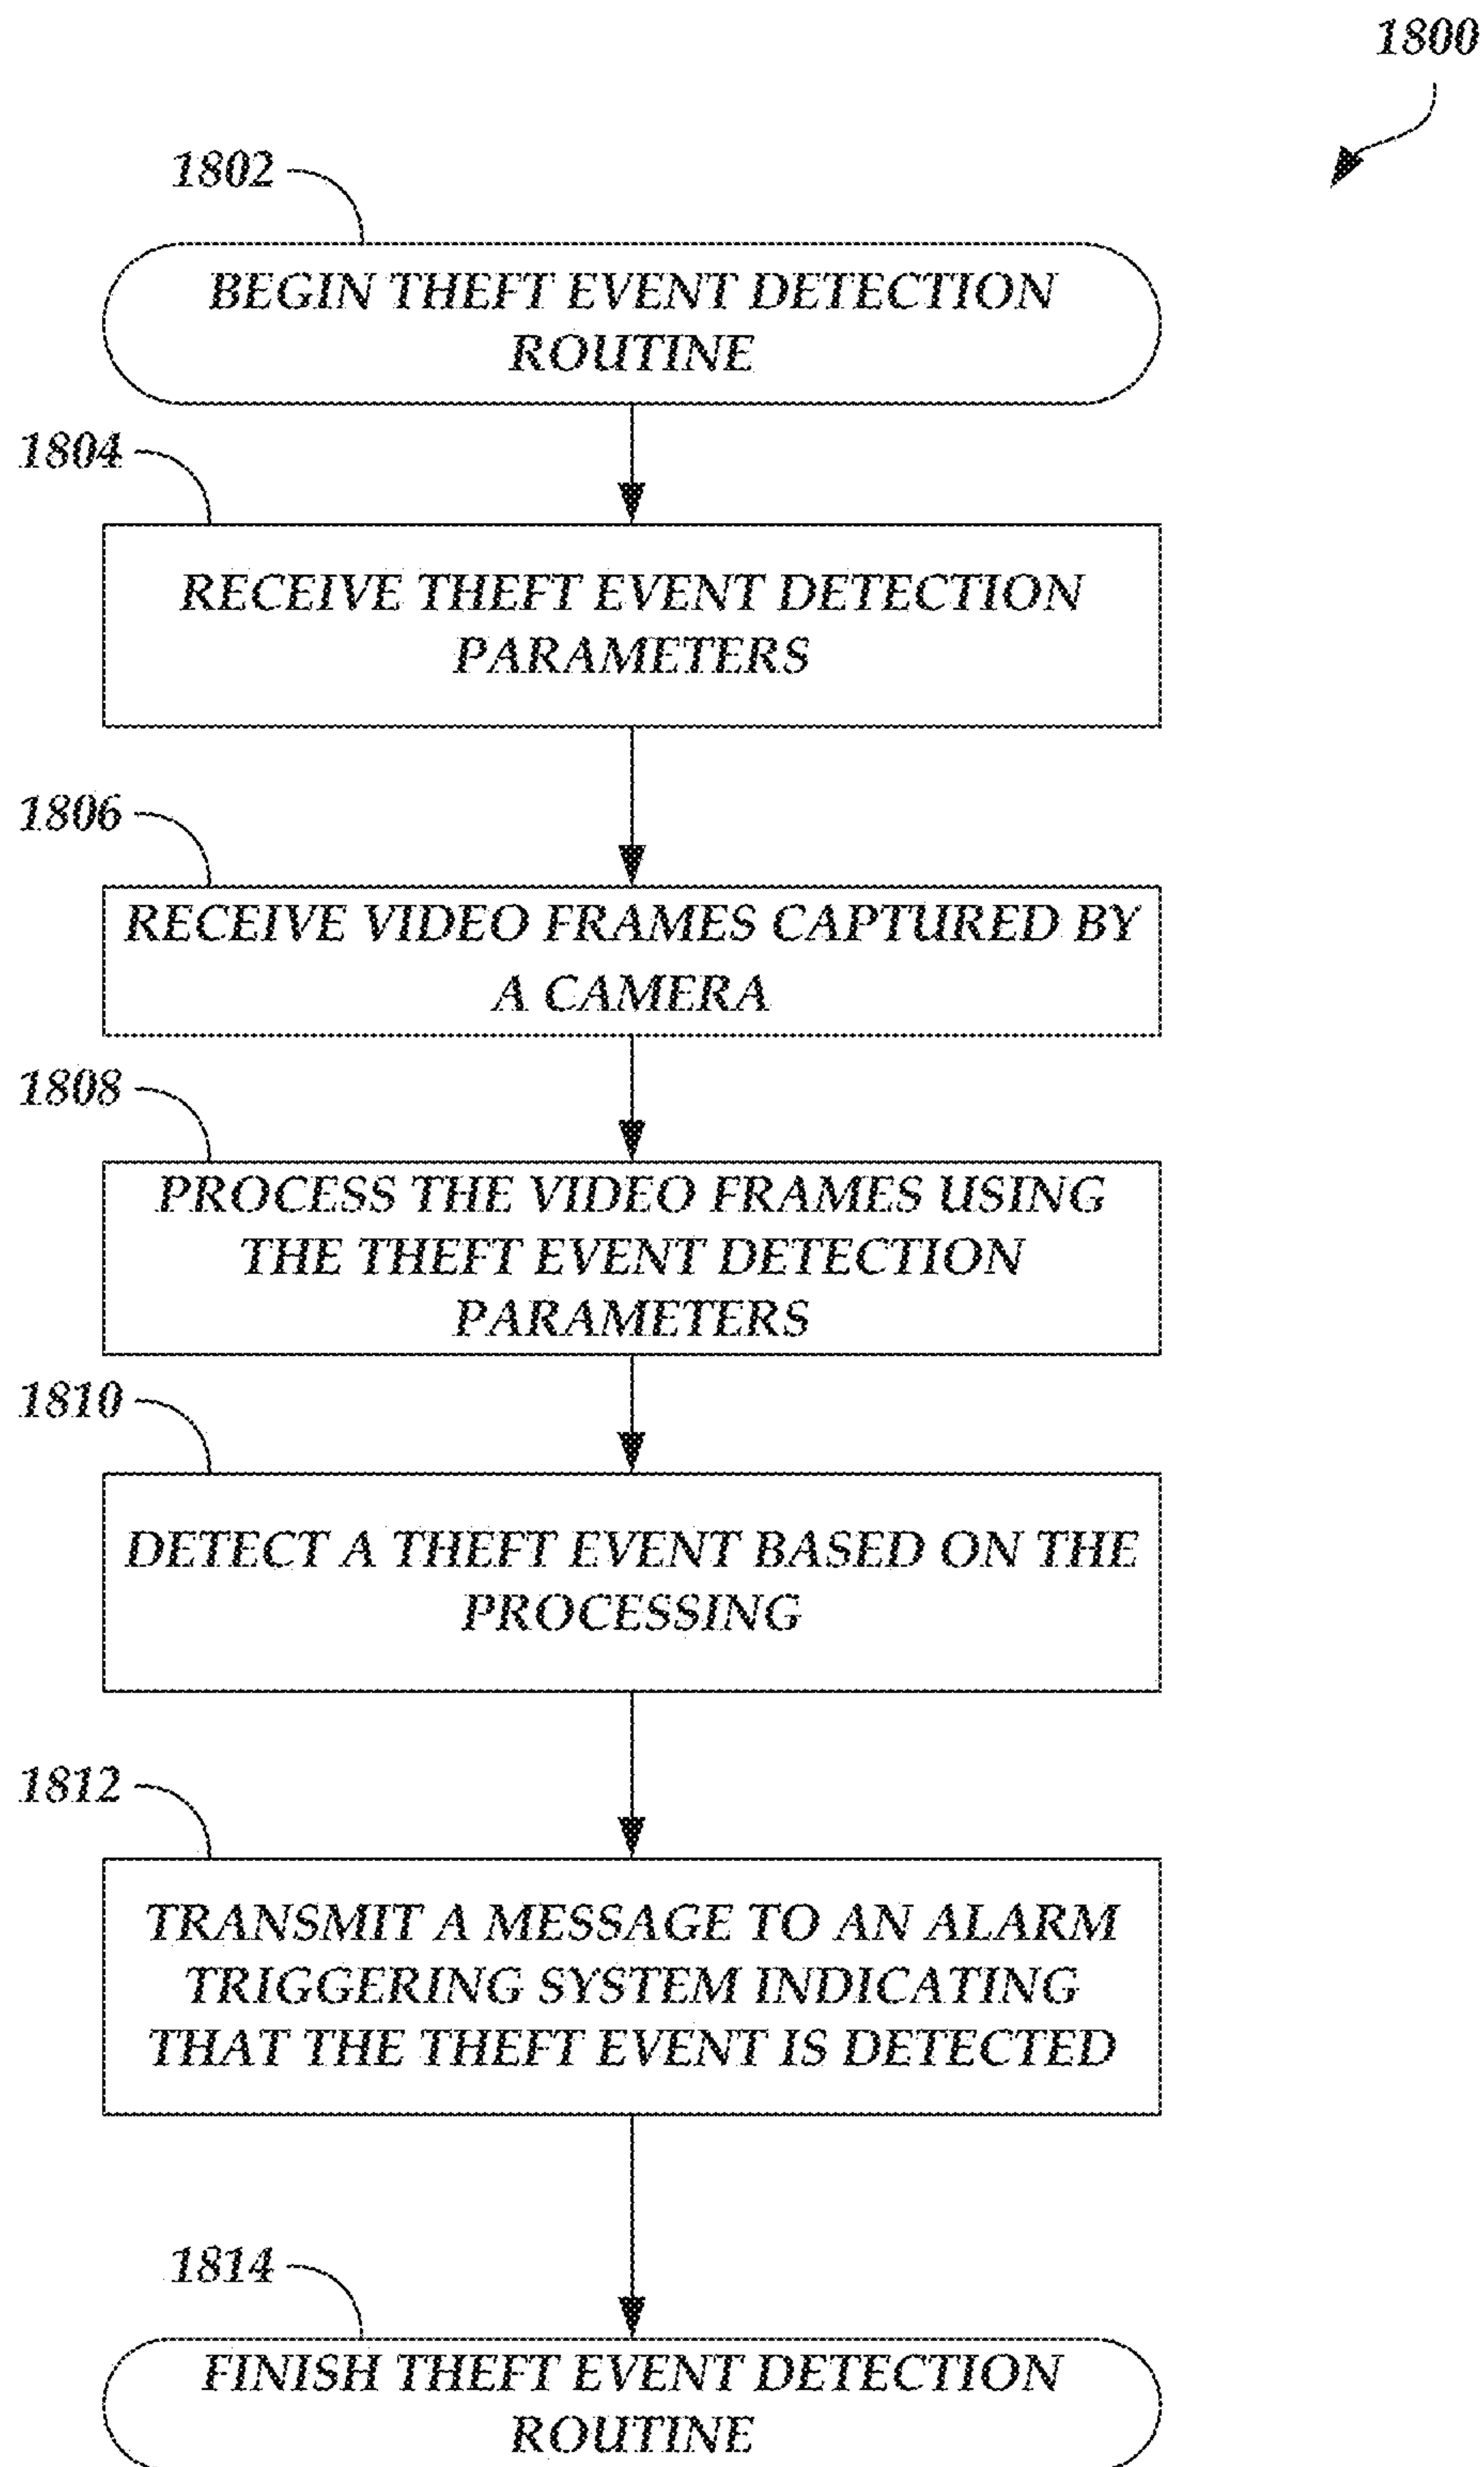 1800
1802
BEGIN THEFT EVENT DETECTION
ROUTINE
1804
RECEIVE THEFT EVENT DETECTION
PARAMETERS
1806
RECEIVE VIDEO FRAMES CAPTURED BY
A CAMERA
1808
PROCESS THE VIDEO FRAMES USING
THE THEFT EVENT DETECTION
PARAMETERS
1810
DETECT A THEFT EVENT BASED ON THE
PROCESSING
1812
TRANSMIT A MESSAGE TO AN ALARM
TRIGGERING SYSTEM INDICATING
THAT THE THEFT EVENT IS DETECTED
1814
FINISH THEFT EVENT DETECTION
ROUTINE